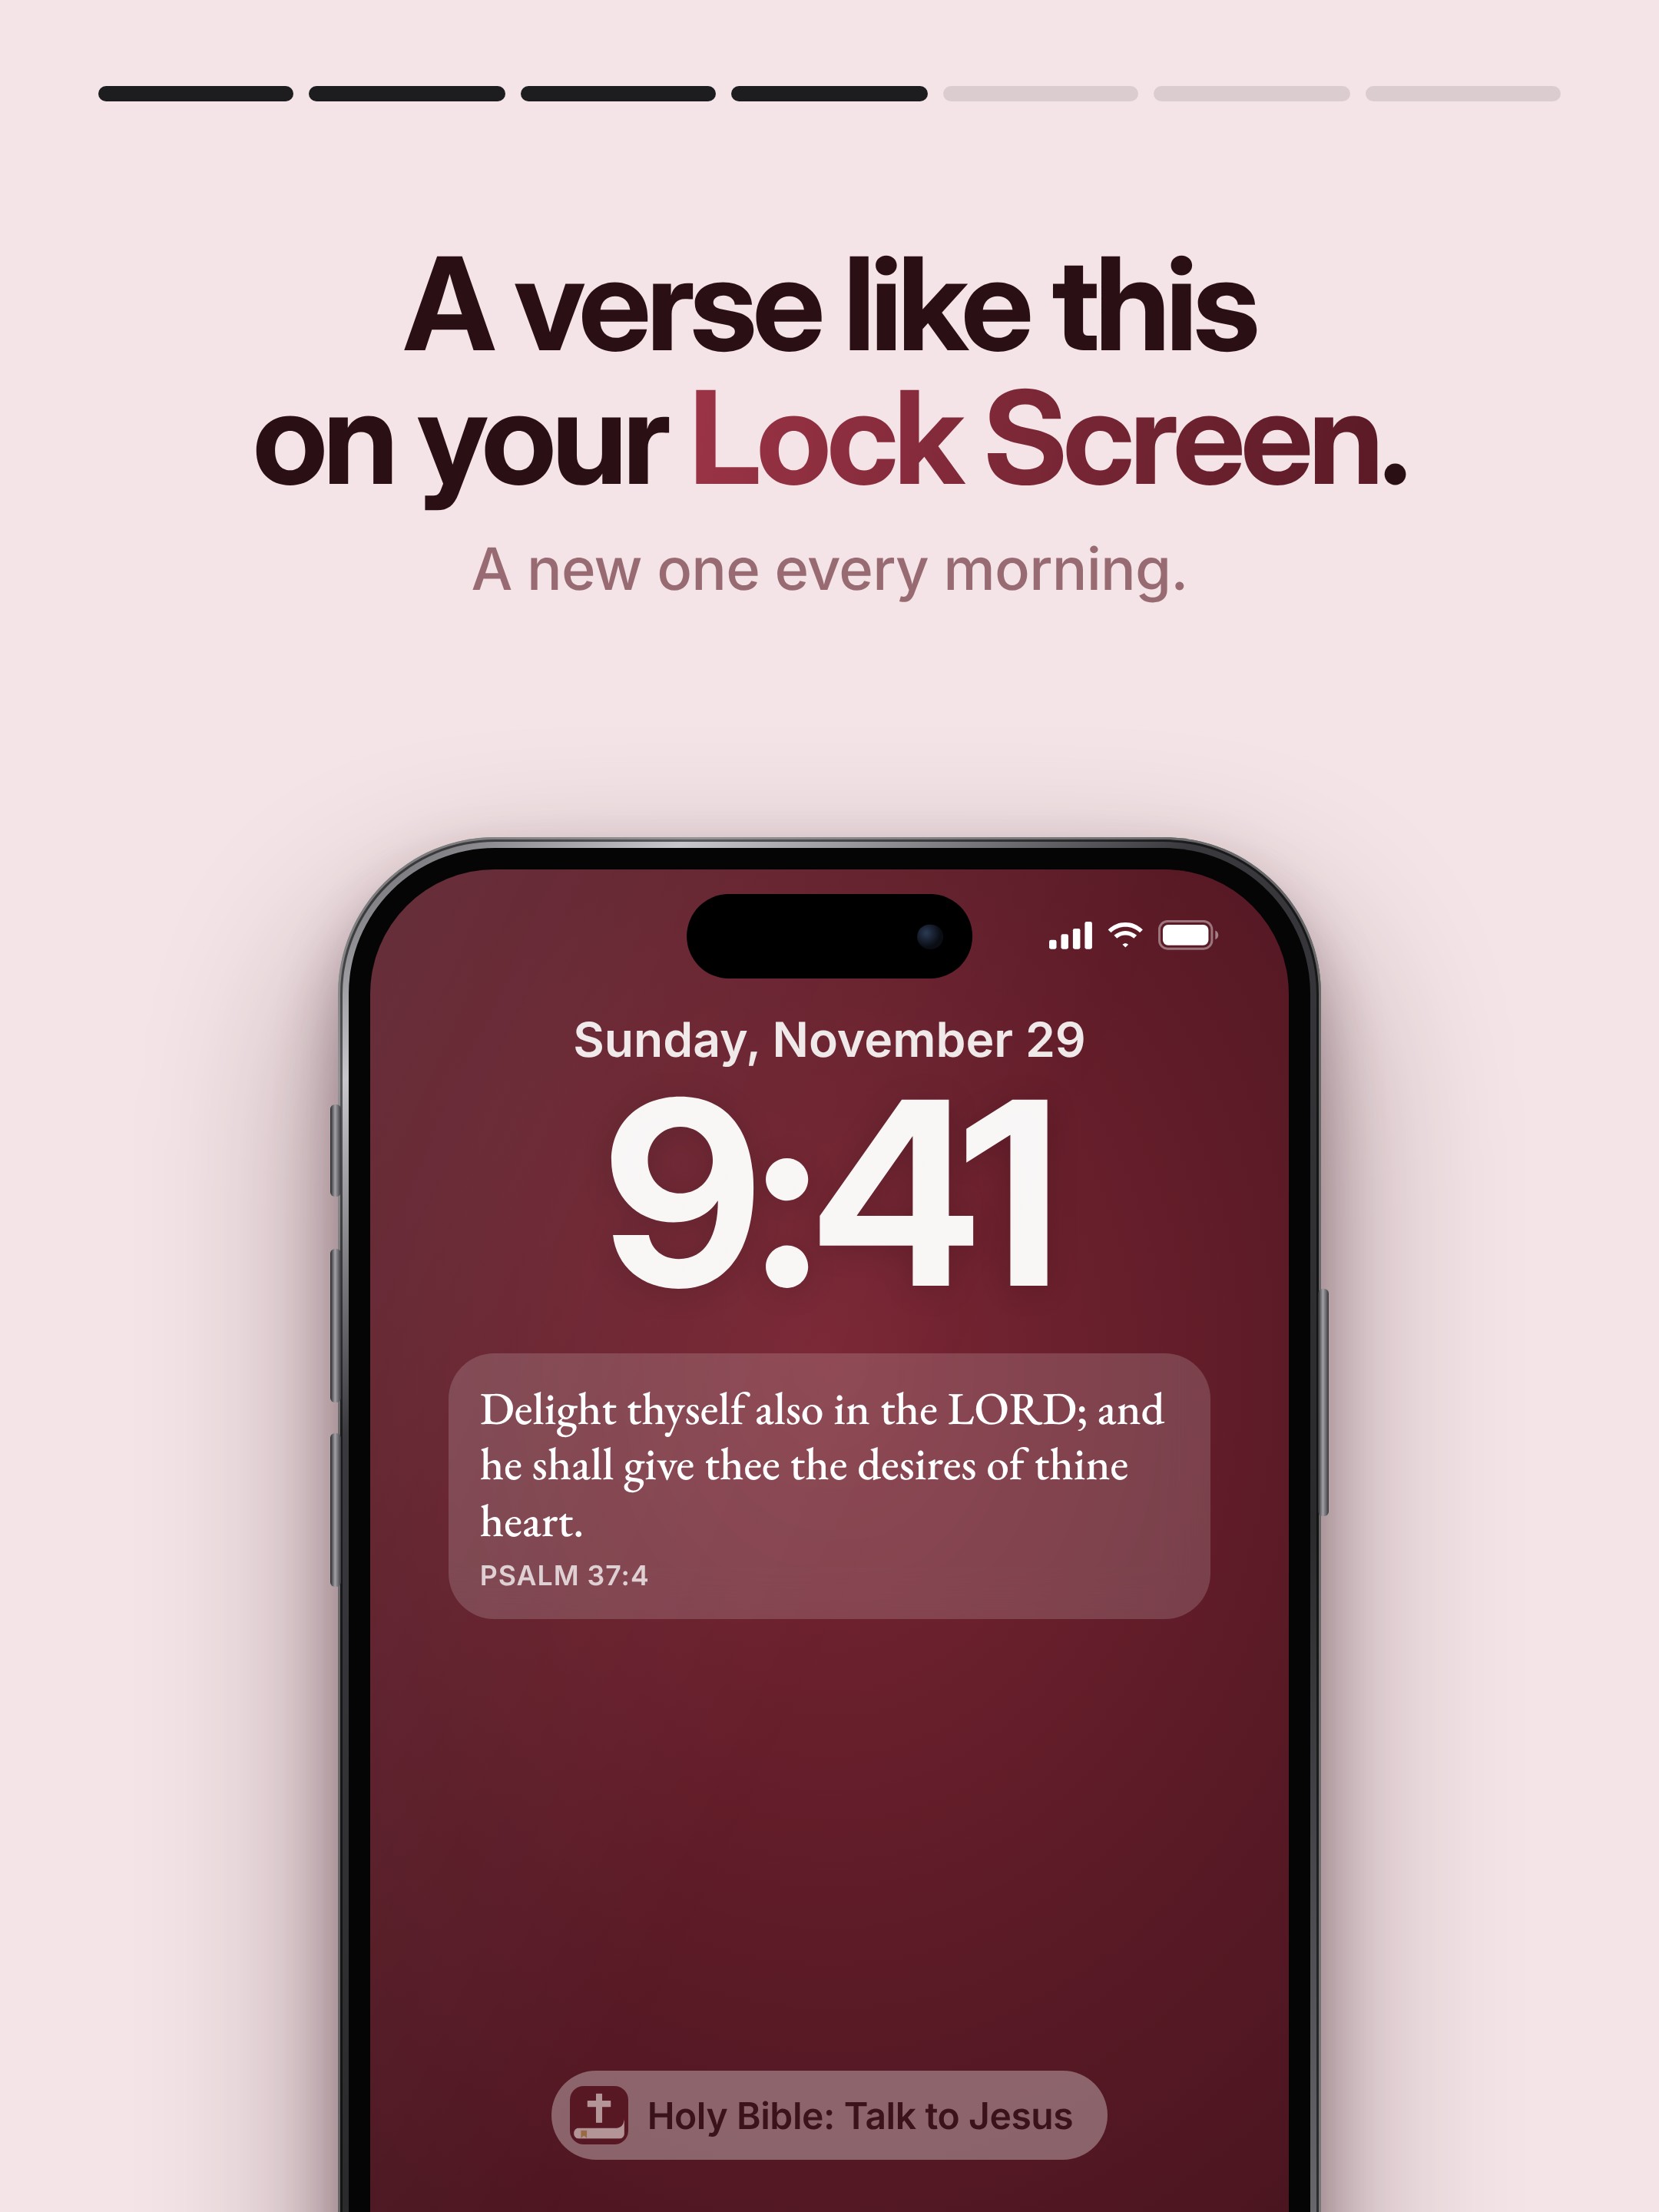 A verse like this
on your Lock Screen.
A new one every morning.
Sunday, November 29
9:41
Delight thyself also in the LORD; and
he shall give thee the desires of thine
heart.
PSALM 37:4
Holy Bible: Talk to Jesus